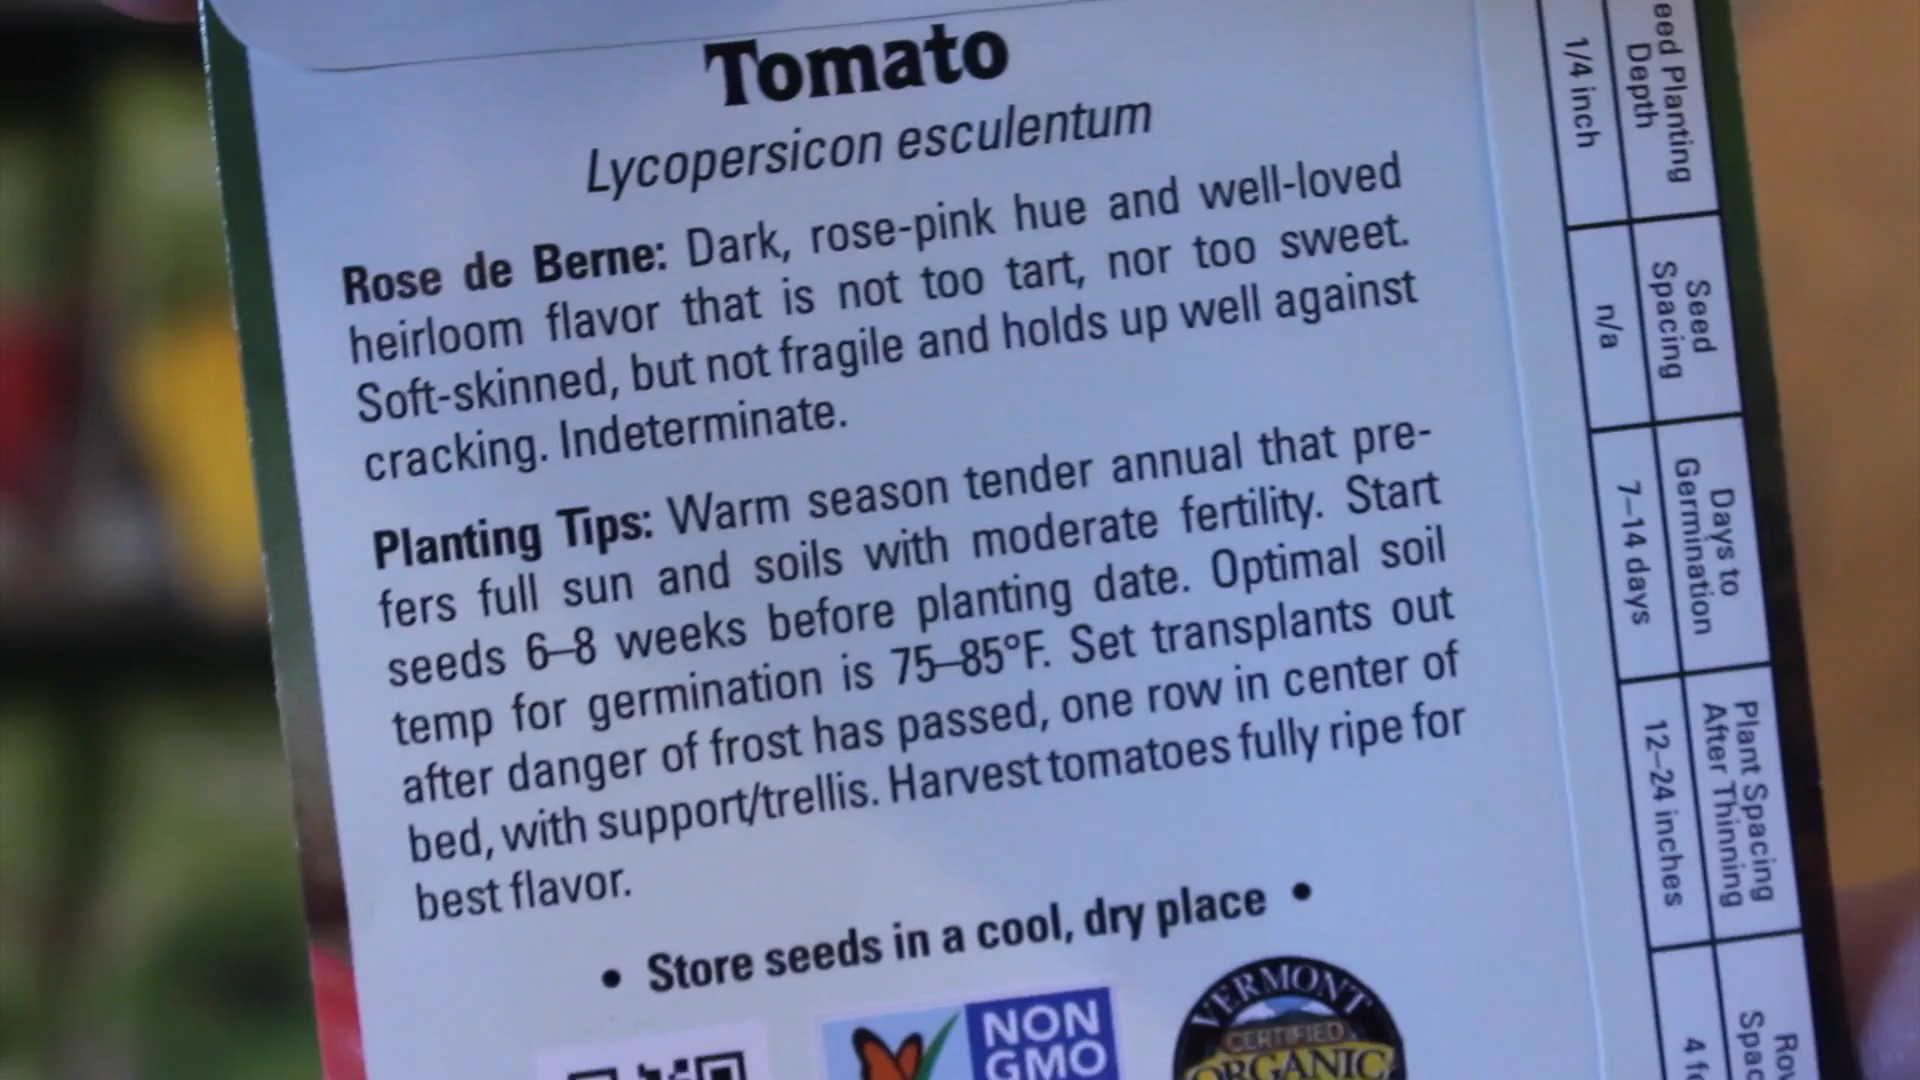 Tomato
Lycopersicon esculentum
Rose de Berne: Dark, rose-pink hue and well-loved
heirloom flavor that is not too tart, nor too sweet.
Soft-skinned, but not fragile and holds up well against
cracking. Indeterminate.
Planting Tips: Warm season tender annual that pre-
fers full sun and soils with moderate fertility. Start
seeds 6–8 weeks before planting date. Optimal soil
temp for germination is 75–85°F. Set transplants out
after danger of frost has passed, one row in center of
bed, with support/trellis. Harvest tomatoes fully ripe for
best flavor.
• Store seeds in a cool, dry place •
NON
GMO
VERMONT
CERTIFIED
ORGANIC
eed Planting
Depth
1/4 inch
Seed
Spacing
n/a
Days to
Germination
7–14 days
Plant Spacing
After Thinning
12–24 inches
4